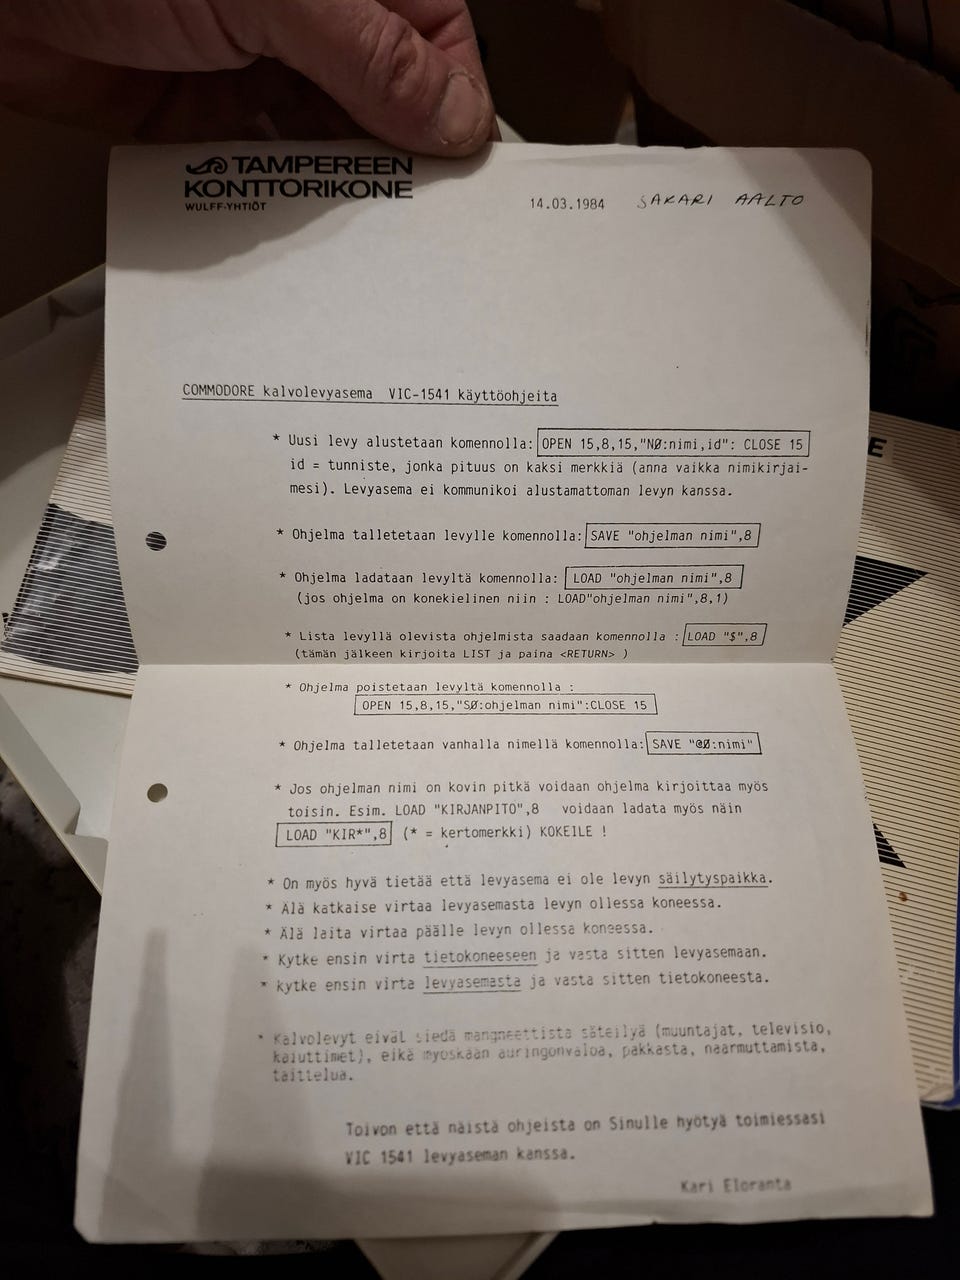 TAMPEREEN
KONTTORIKONE
WULFF-YHTIÖT
14.03.1984 SAKARI AALTO
COMMODORE kalvolevyasema VIC-1541 käyttöohjeita
* Uusi levy alustetaan komennolla: OPEN 15,8,15,"NØ:nimi,id": CLOSE 15
id = tunniste, jonka pituus on kaksi merkkiä (anna vaikka nimikirjai-
mesi). Levyasema ei kommunikoi alustamattoman levyn kanssa.
* Ohjelma talletetaan levylle komennolla: SAVE "ohjelman nimi",8
* Ohjelma ladataan levyltä komennolla: LOAD "ohjelman nimi",8
(jos ohjelma on konekielinen niin : LOAD"ohjelman nimi",8,1)
* Lista levyllä olevista ohjelmista saadaan komennolla : LOAD "$",8
(tämän jälkeen kirjoita LIST ja paina <RETURN> )
* Ohjelma poistetaan levyltä komennolla :
OPEN 15,8,15,"SØ:ohjelman nimi":CLOSE 15
* Ohjelma talletetaan vanhalla nimellä komennolla: SAVE "@Ø:nimi"
* Jos ohjelman nimi on kovin pitkä voidaan ohjelma kirjoittaa myös
toisin. Esim. LOAD "KIRJANPITO",8 voidaan ladata myös näin
LOAD "KIR*",8 (* = kertomerkki) KOKEILE !
* On myös hyvä tietää että levyasema ei ole levyn säilytyspaikka.
* Älä katkaise virtaa levyasemasta levyn ollessa koneessa.
* Älä laita virtaa päälle levyn ollessa koneessa.
* Kytke ensin virta tietokoneeseen ja vasta sitten levyasemaan.
* kytke ensin virta levyasemasta ja vasta sitten tietokoneesta.
* Kalvolevyt eivät siedä mangneettista säteilyä (muuntajat, televisio,
kaiuttimet), eikä myöskään auringonvaloa, pakkasta, naarmuttamista,
taittelua.
Toivon että näistä ohjeista on Sinulle hyötyä toimiessasi
VIC 1541 levyaseman kanssa.
Kari Eloranta
E